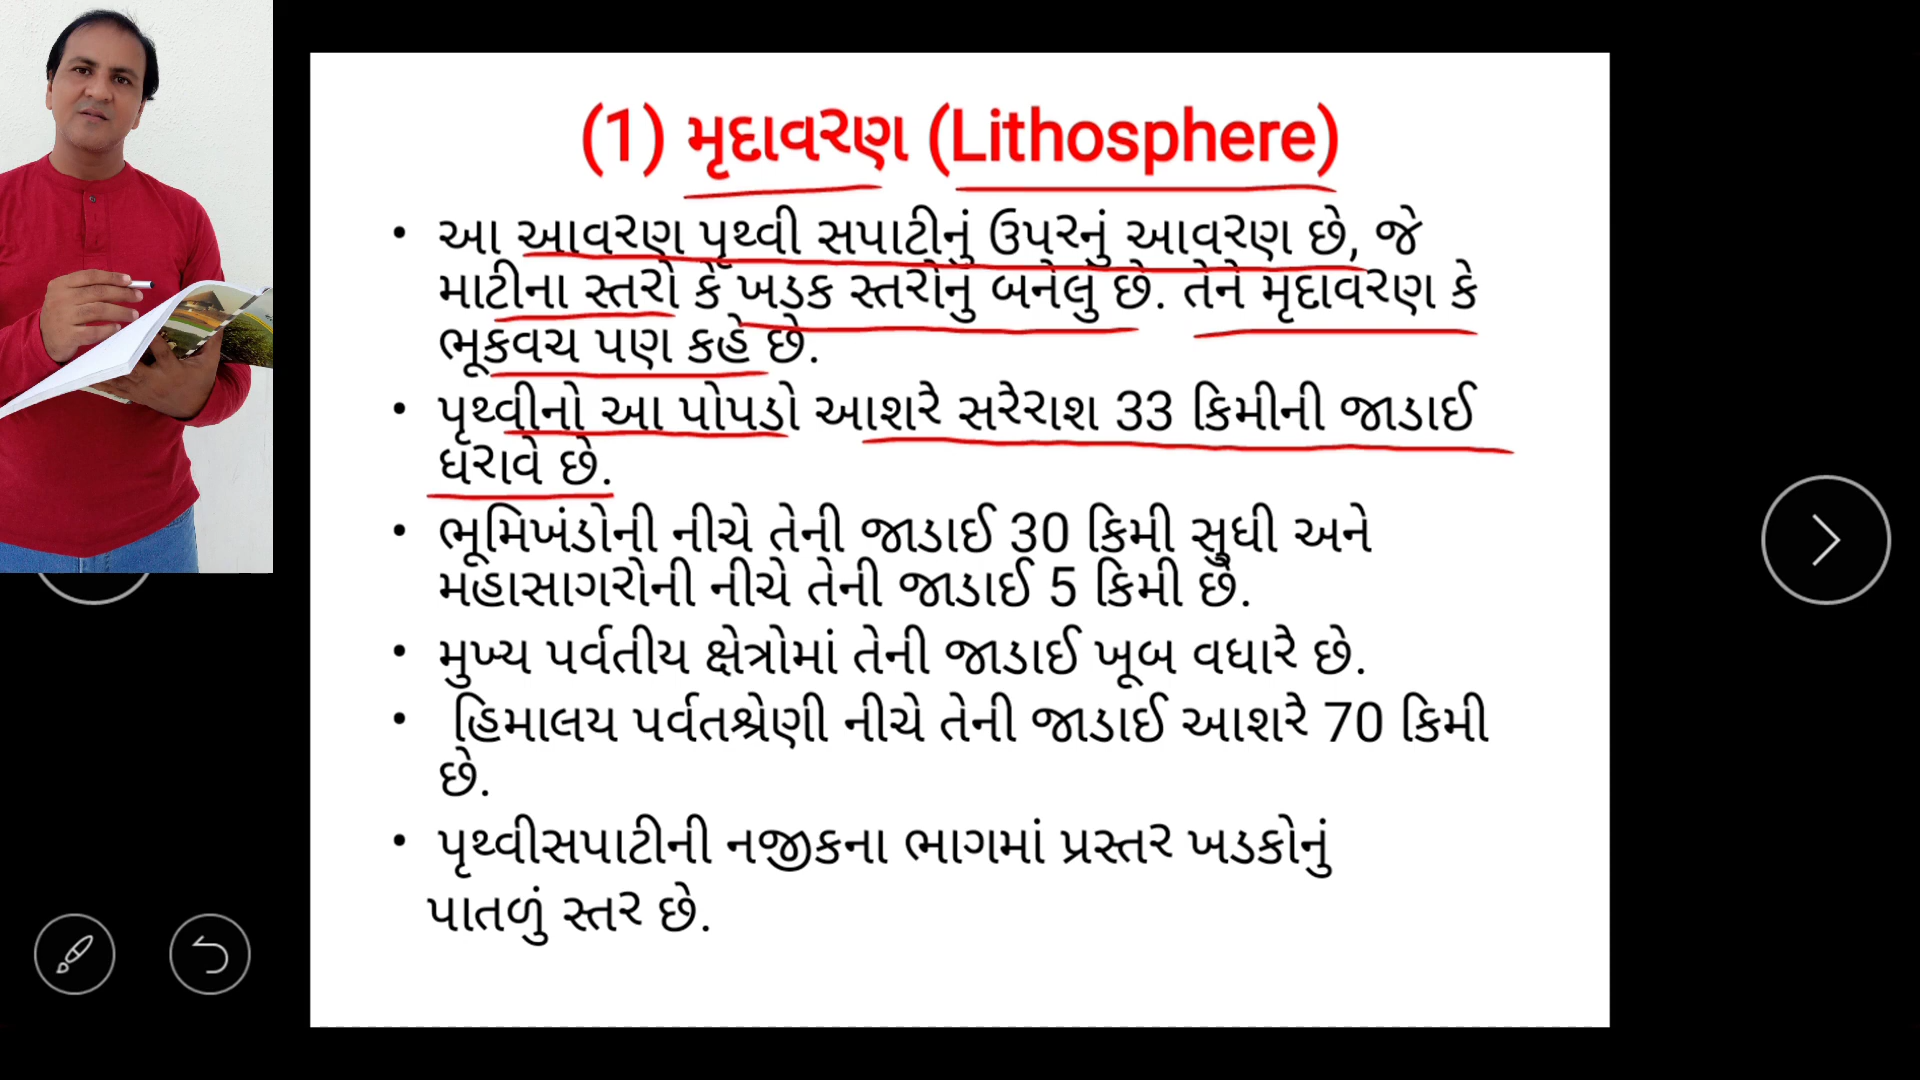 (1) મૃદાવરણ (Lithosphere)
• આ આવરણ પૃથ્વી સપાટીનું ઉપરનું આવરણ છે, જે
માટીના સ્તરો કે ખડક સ્તરોનું બનેલું છે. તેને મૃદાવરણ કે
ભૂકવચ પણ કહે છે.
• પૃથ્વીનો આ પોપડો આશરે સરેરાશ 33 કિમીની જાડાઈ
ધરાવે છે.
• ભૂમિખંડોની નીચે તેની જાડાઈ 30 કિમી સુધી અને
મહાસાગરોની નીચે તેની જાડાઈ 5 કિમી છે.
• મુખ્ય પર્વતીય ક્ષેત્રોમાં તેની જાડાઈ ખૂબ વધારે છે.
• હિમાલય પર્વતશ્રેણી નીચે તેની જાડાઈ આશરે 70 કિમી
છે.
• પૃથ્વીસપાટીની નજીકના ભાગમાં પ્રસ્તર ખડકોનું
પાતળું સ્તર છે.